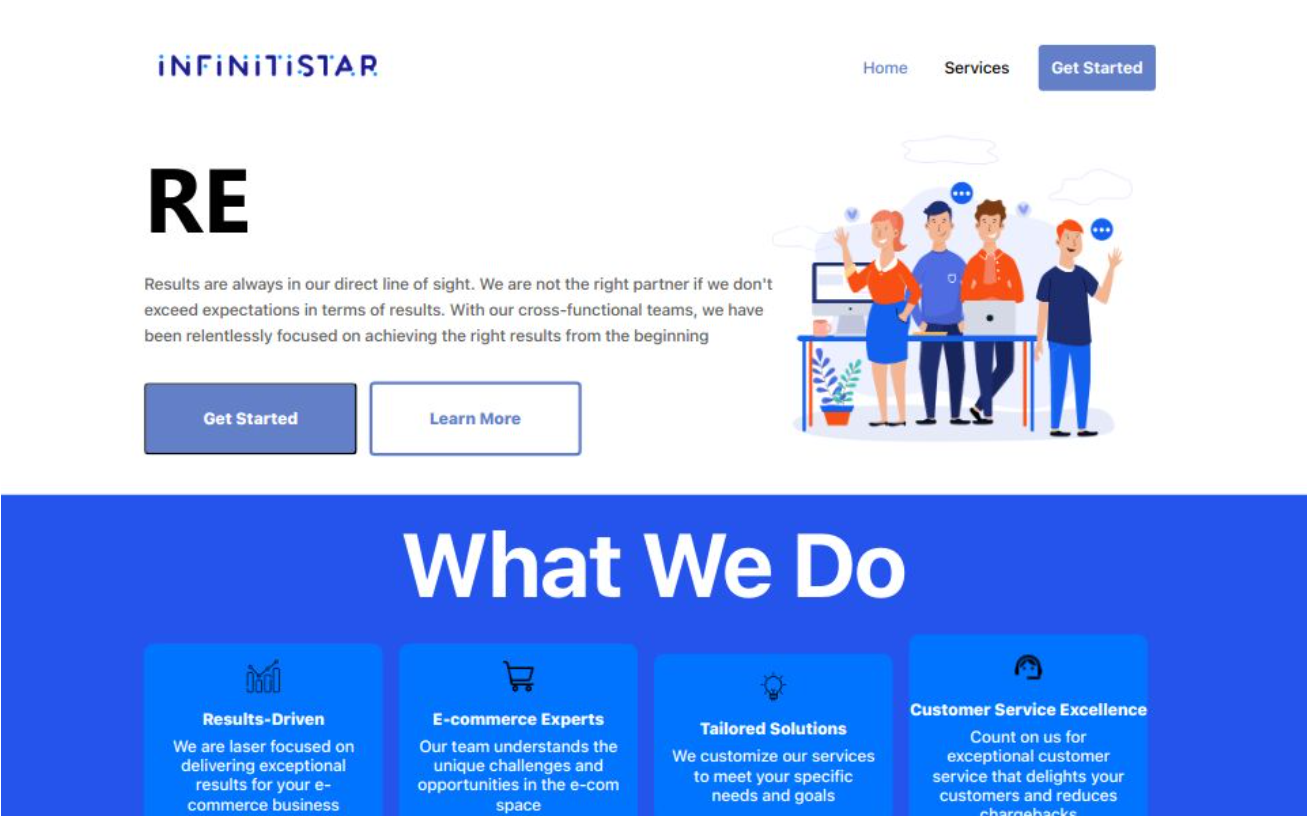 iNFiNiTiSTAR
Home Services Get Started
RE
Results are always in our direct line of sight. We are not the right partner if we don't
exceed expectations in terms of results. With our cross-functional teams, we have
been relentlessly focused on achieving the right results from the beginning
Get Started Learn More
What We Do
Results-Driven
We are laser focused on
delivering exceptional
results for your e-
commerce business
E-commerce Experts
Our team understands the
unique challenges and
opportunities in the e-com
space
Tailored Solutions
We customize our services
to meet your specific
needs and goals
Customer Service Excellence
Count on us for
exceptional customer
service that delights your
customers and reduces
chargebacks